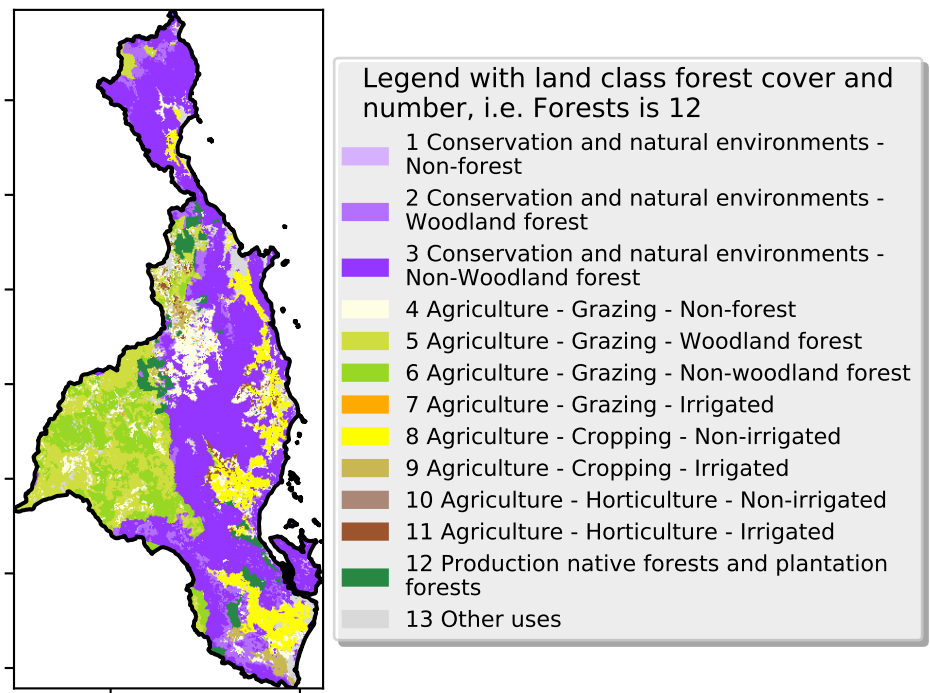 Legend with land class forest cover and
number, i.e. Forests is 12
1 Conservation and natural environments -
Non-forest
2 Conservation and natural environments -
Woodland forest
3 Conservation and natural environments -
Non-Woodland forest
4 Agriculture - Grazing - Non-forest
5 Agriculture - Grazing - Woodland forest
6 Agriculture - Grazing - Non-woodland forest
7 Agriculture - Grazing - Irrigated
8 Agriculture - Cropping - Non-irrigated
9 Agriculture - Cropping - Irrigated
10 Agriculture - Horticulture - Non-irrigated
11 Agriculture - Horticulture - Irrigated
12 Production native forests and plantation
forests
13 Other uses